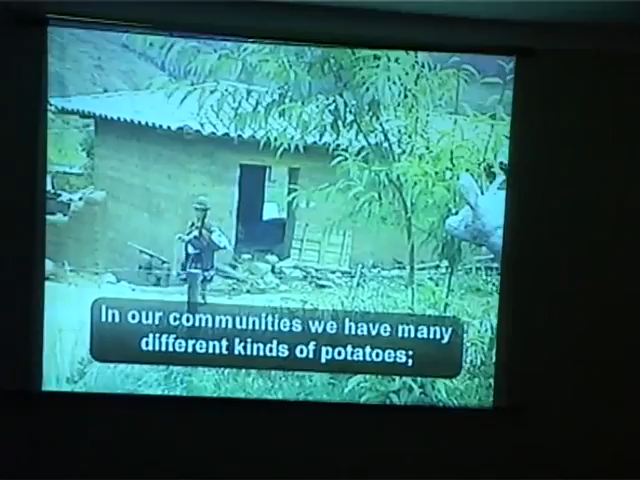 In our communities we have many
different kinds of potatoes;